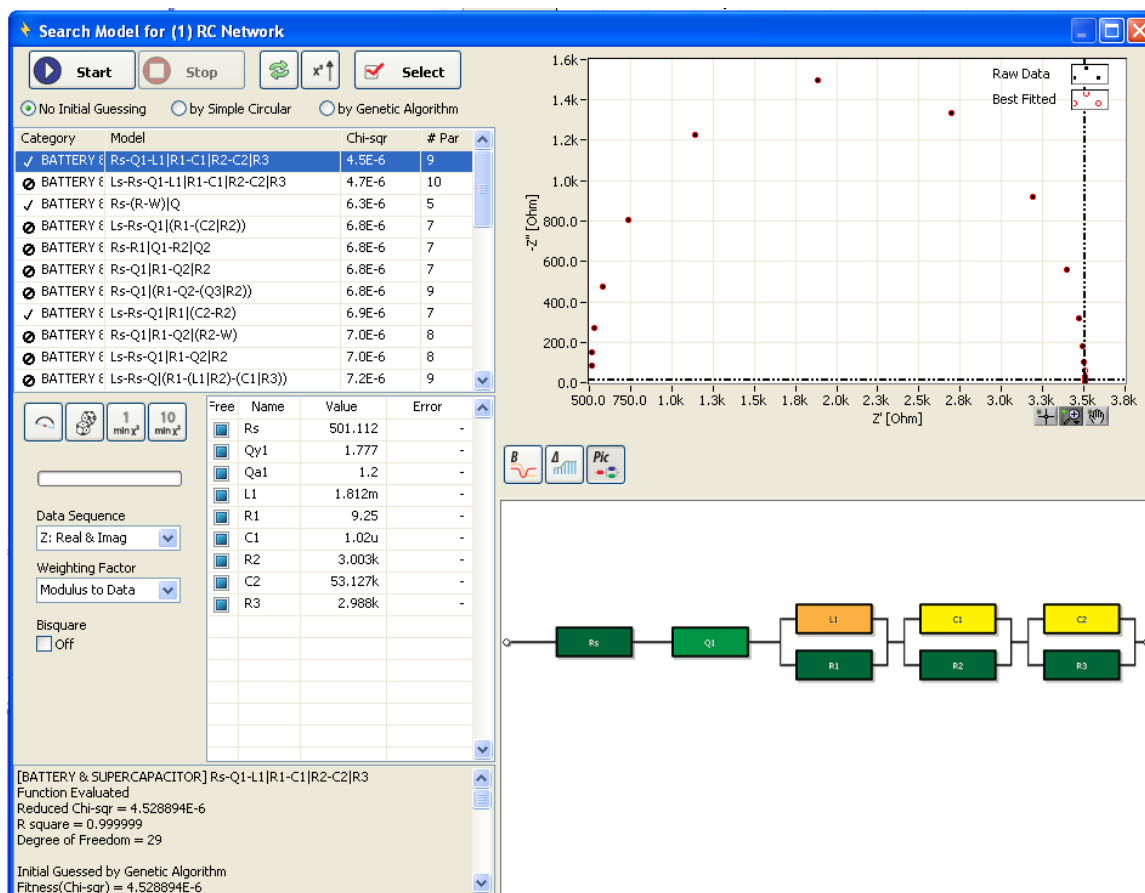 Search Model for (1) RC Network
Start Stop x²↑ Select
No Initial Guessing by Simple Circular by Genetic Algorithm
Category Model Chi-sqr # Par
BATTERY & Rs-Q1-L1|R1-C1|R2-C2|R3 4.5E-6 9
BATTERY & Ls-Rs-Q1-L1|R1-C1|R2-C2|R3 4.7E-6 10
BATTERY & Rs-(R-W)|Q 6.3E-6 5
BATTERY & Ls-Rs-Q1|(R1-(C2|R2)) 6.8E-6 7
BATTERY & Rs-R1|Q1-R2|Q2 6.8E-6 7
BATTERY & Rs-Q1|R1-Q2|R2 6.8E-6 7
BATTERY & Rs-Q1|(R1-Q2-(Q3|R2)) 6.8E-6 9
BATTERY & Ls-Rs-Q1|R1|(C2-R2) 6.9E-6 7
BATTERY & Rs-Q1|R1-Q2|(R2-W) 7.0E-6 8
BATTERY & Ls-Rs-Q1|R1-Q2|R2 7.0E-6 8
BATTERY & Ls-Rs-Q|(R1-(L1|R2)-(C1|R3)) 7.2E-6 9
1 min x²
10 min x²
Data Sequence
Z: Real & Imag
Weighting Factor
Modulus to Data
Bisquare
Off
Free Name Value Error
Rs 501.112 -
Qy1 1.777 -
Qa1 1.2 -
L1 1.812m -
R1 9.25 -
C1 1.02u -
R2 3.003k -
C2 53.127k -
R3 2.988k -
[BATTERY & SUPERCAPACITOR] Rs-Q1-L1|R1-C1|R2-C2|R3
Function Evaluated
Reduced Chi-sqr = 4.528894E-6
R square = 0.999999
Degree of Freedom = 29
Initial Guessed by Genetic Algorithm
Fitness(Chi-sqr) = 4.528894E-6
Raw Data
Best Fitted
1.6k
1.4k
1.2k
1.0k
800.0
600.0
400.0
200.0
0.0
-Z" [Ohm]
500.0 750.0 1.0k 1.3k 1.5k 1.8k 2.0k 2.3k 2.5k 2.8k 3.0k 3.3k 3.5k 3.8k
Z' [Ohm]
B Δ Pic
L1 C1 C2
Rs Q1
R1 R2 R3